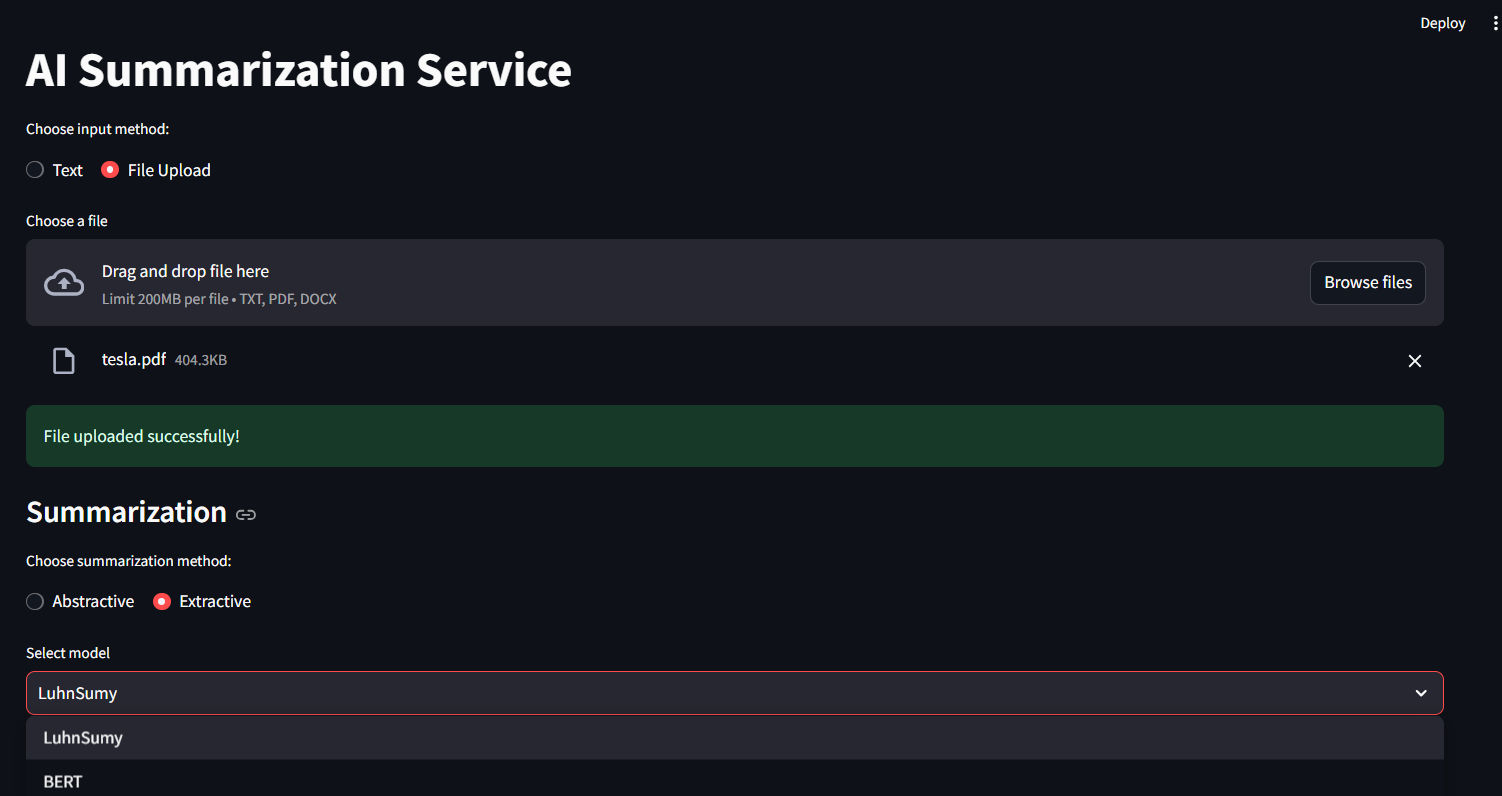 Deploy
AI Summarization Service
Choose input method:
Text File Upload
Choose a file
Drag and drop file here
Limit 200MB per file • TXT, PDF, DOCX
Browse files
tesla.pdf 404.3KB
File uploaded successfully!
Summarization
Choose summarization method:
Abstractive Extractive
Select model
LuhnSumy
LuhnSumy
BERT